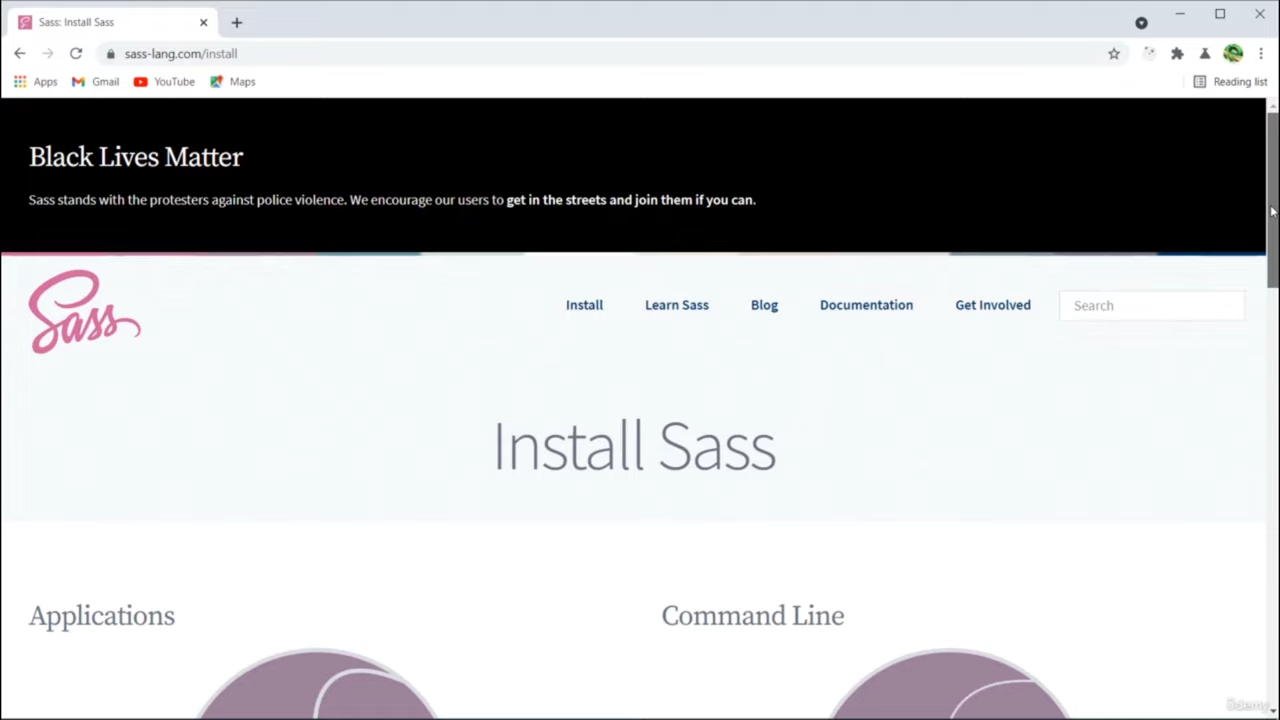 Sass: Install Sass
sass-lang.com/install
Apps Gmail YouTube Maps Reading list
Black Lives Matter
Sass stands with the protesters against police violence. We encourage our users to get in the streets and join them if you can.
Sass Install Learn Sass Blog Documentation Get Involved Search
Install Sass
Applications Command Line
ûdemy